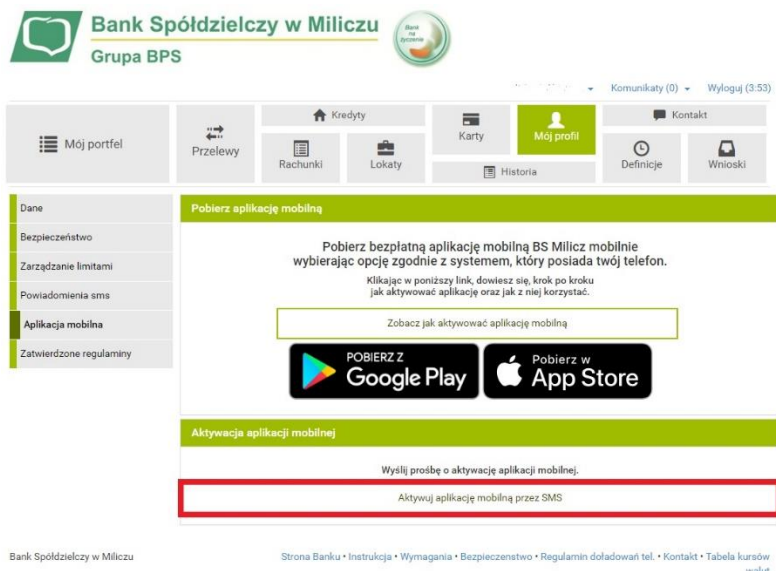 Bank Spółdzielczy w Miliczu
Grupa BPS
Bank
na
życzenie
Komunikaty (0)
Wyloguj (3:53)
Mój portfel
Przelewy
Kredyty
Rachunki
Lokaty
Karty
Mój profil
Historia
Kontakt
Definicje
Wnioski
Dane
Bezpieczeństwo
Zarządzanie limitami
Powiadomienia sms
Aplikacja mobilna
Zatwierdzone regulaminy
Pobierz aplikację mobilną
Pobierz bezpłatną aplikację mobilną BS Milicz mobilnie
wybierając opcję zgodnie z systemem, który posiada twój telefon.
Klikając w poniższy link, dowiesz się, krok po kroku
jak aktywować aplikację oraz jak z niej korzystać.
Zobacz jak aktywować aplikację mobilną
POBIERZ Z
Google Play
Pobierz w
App Store
Aktywacja aplikacji mobilnej
Wyślij prośbę o aktywację aplikacji mobilnej.
Aktywuj aplikację mobilną przez SMS
Bank Spółdzielczy w Miliczu
Strona Banku • Instrukcja • Wymagania • Bezpieczenstwo • Regulamin doładowań tel. • Kontakt • Tabela kursów
walut